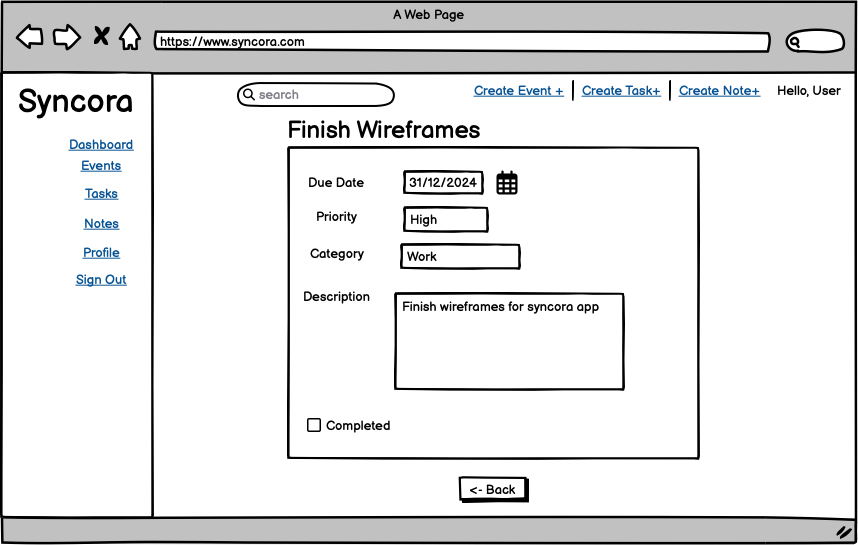 A Web Page
https://www.syncora.com
Syncora
search
Create Event +
Create Task+
Create Note+
Hello, User
Dashboard
Events
Tasks
Notes
Profile
Sign Out
Finish Wireframes
Due Date
31/12/2024
Priority
High
Category
Work
Description
Finish wireframes for syncora app
Completed
<- Back